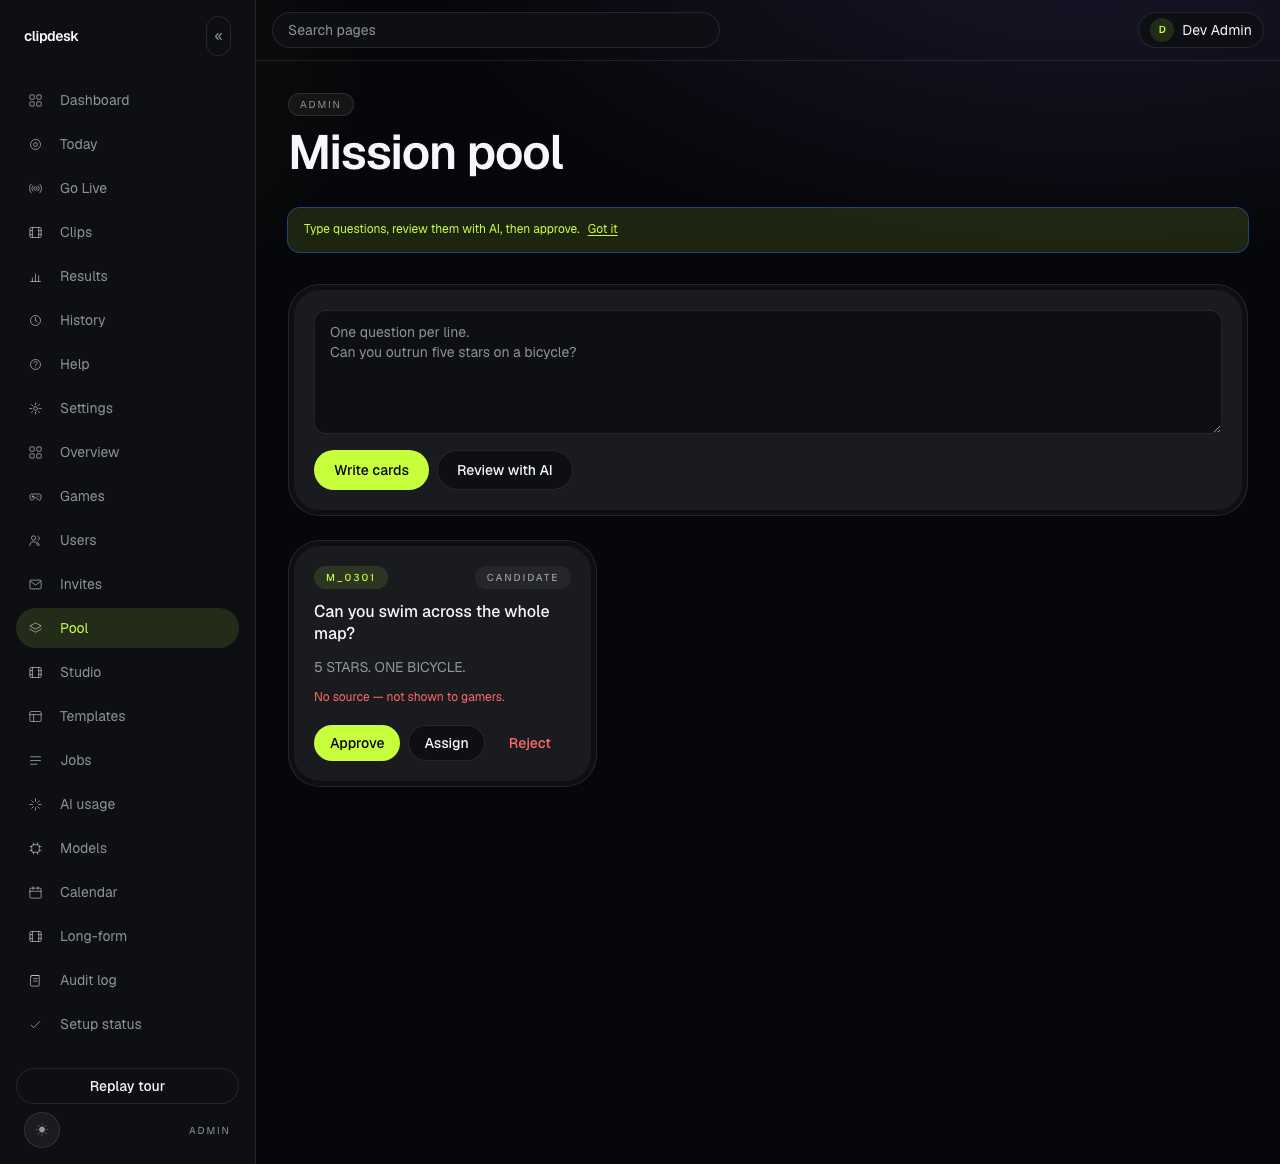 clipdesk
«
Search pages
D
Dev Admin
Dashboard
Today
Go Live
Clips
Results
History
Help
Settings
Overview
Games
Users
Invites
Pool
Studio
Templates
Jobs
AI usage
Models
Calendar
Long-form
Audit log
Setup status
Replay tour
ADMIN
ADMIN
Mission pool
Type questions, review them with AI, then approve. Got it
One question per line.
Can you outrun five stars on a bicycle?
Write cards
Review with AI
M_0301
CANDIDATE
Can you swim across the whole
map?
5 STARS. ONE BICYCLE.
No source — not shown to gamers.
Approve
Assign
Reject